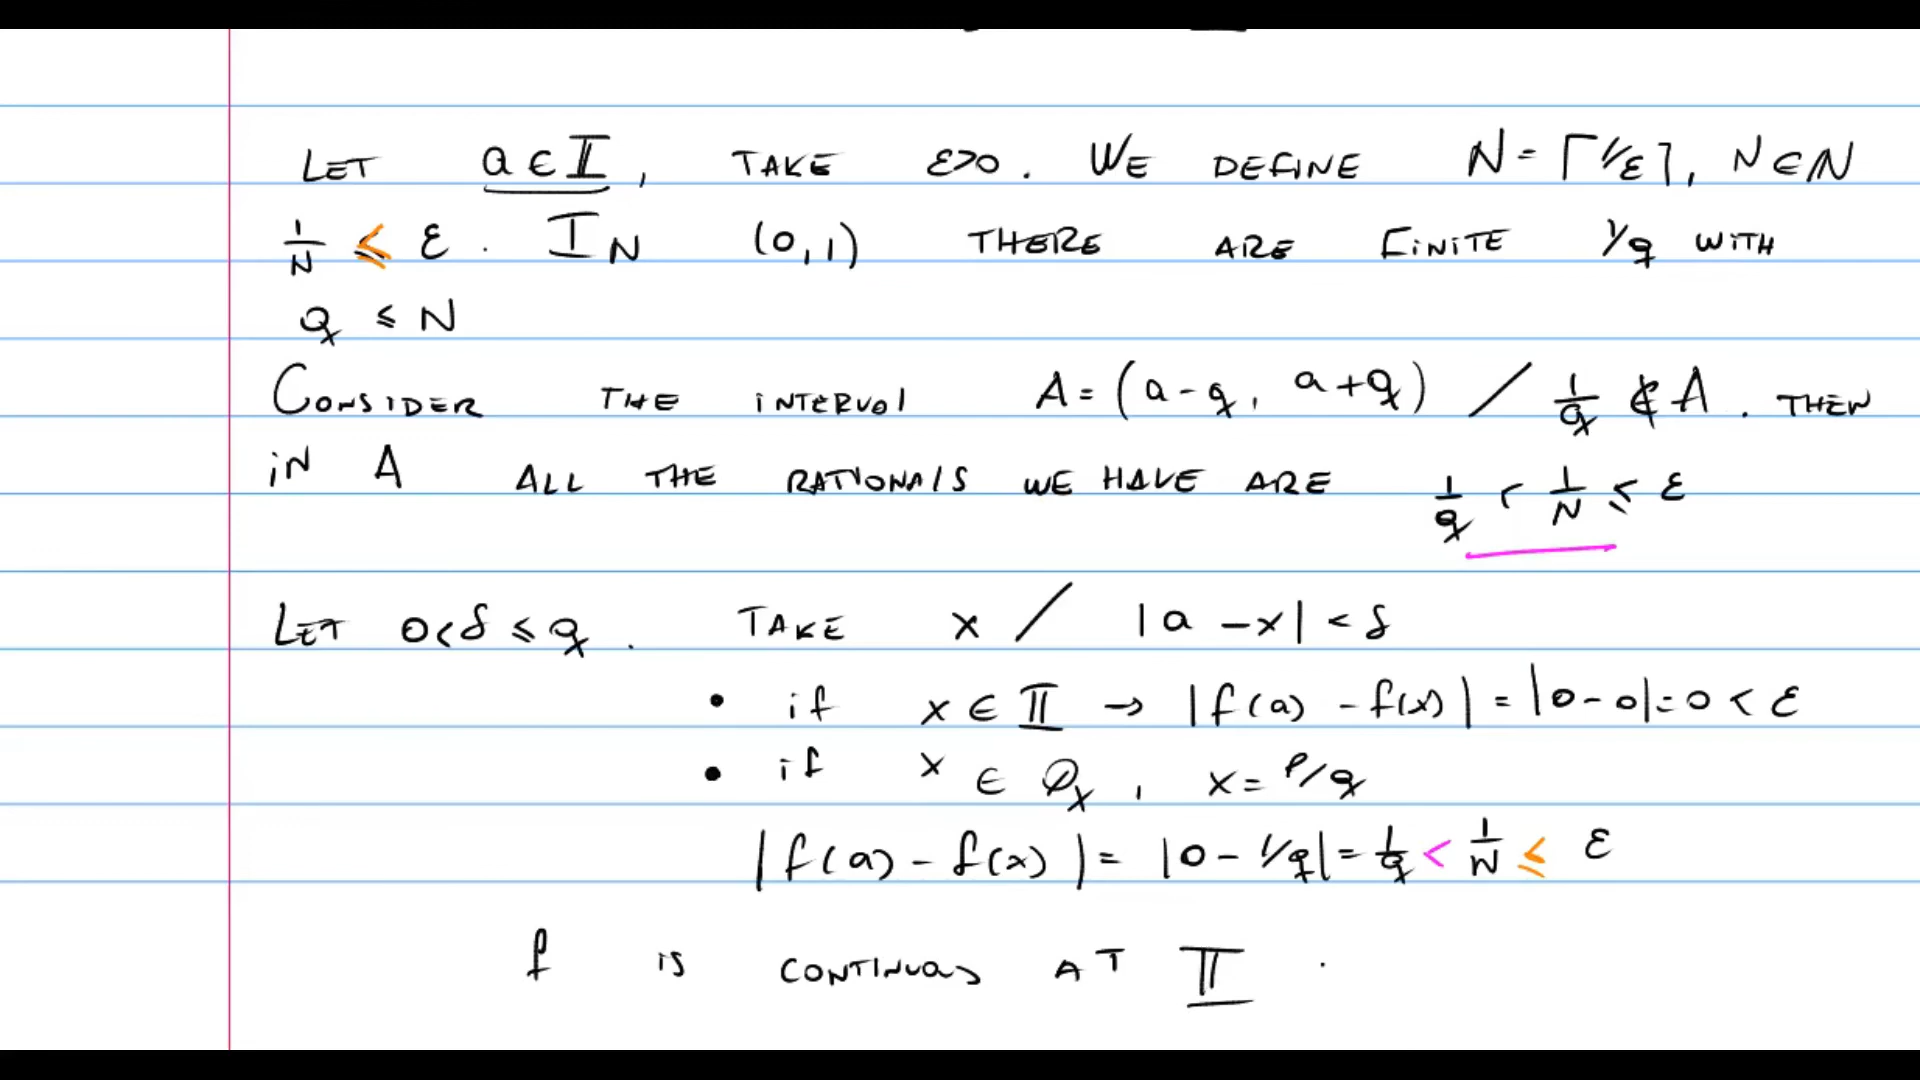 LET a ∈ 𝕀, TAKE ε>0. WE DEFINE N = ⌈1/ε⌉, N ∈ ℕ
1/N ≤ ε. IN (0,1) THERE ARE FINITE 1/q WITH
q ≤ N
CONSIDER THE INTERVAL A = (a-q, a+q) / 1/q ∉ A. THEN
IN A ALL THE RATIONALS WE HAVE ARE 1/q < 1/N ≤ ε
LET 0<δ ≤ q. TAKE x / |a - x| < δ
• if x ∈ 𝕀 → |f(a) - f(x)| = |0-0| = 0 < ε
• if x ∈ ℚ, x = p/q
|f(a) - f(x)| = |0 - 1/q| = 1/q < 1/N ≤ ε
f IS CONTINUOS AT 𝕀.